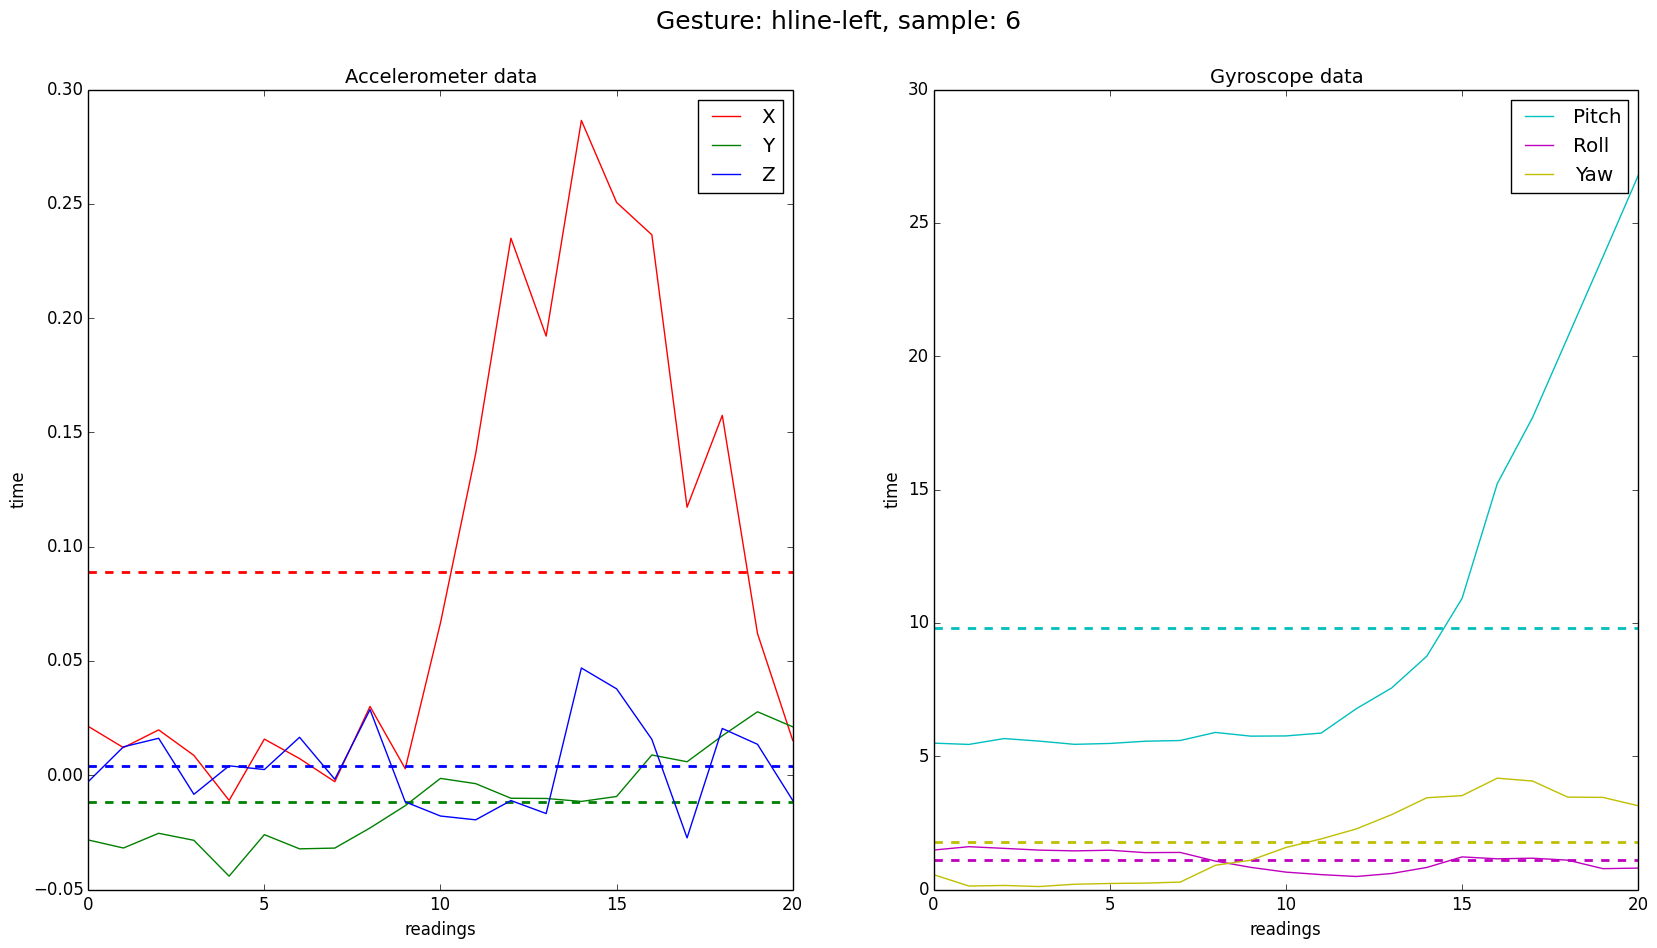 Gesture: hline-left, sample: 6
Accelerometer data
0.30
0.25
0.20
0.15
0.10
0.05
0.00
−0.05
time
0
5
10
15
20
readings
X
Y
Z
Gyroscope data
30
25
20
15
10
5
0
time
0
5
10
15
20
readings
Pitch
Roll
Yaw